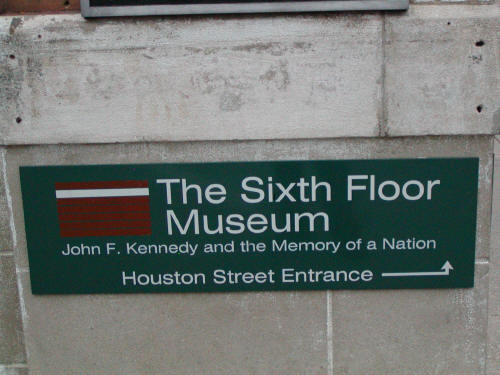 The Sixth Floor
Museum
John F. Kennedy and the Memory of a Nation
Houston Street Entrance